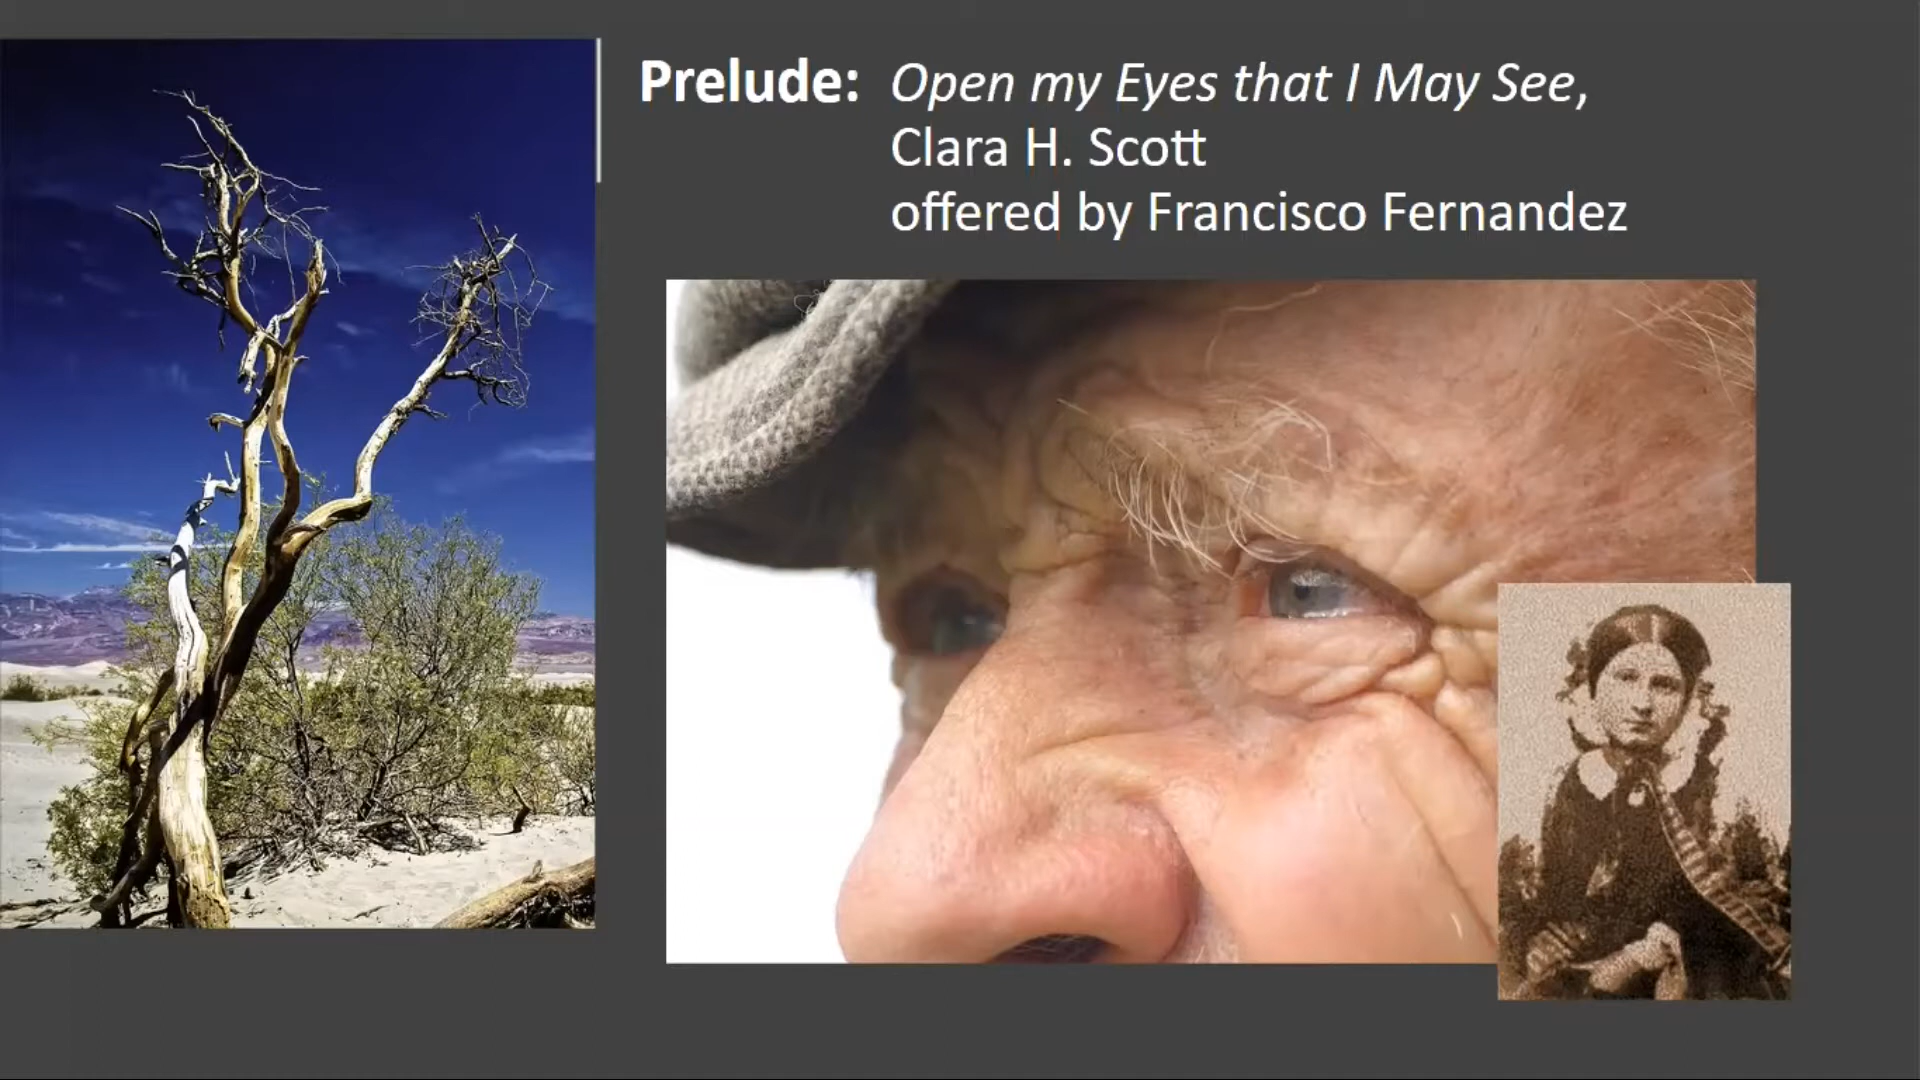 Prelude: Open my Eyes that I May See,
Clara H. Scott
offered by Francisco Fernandez